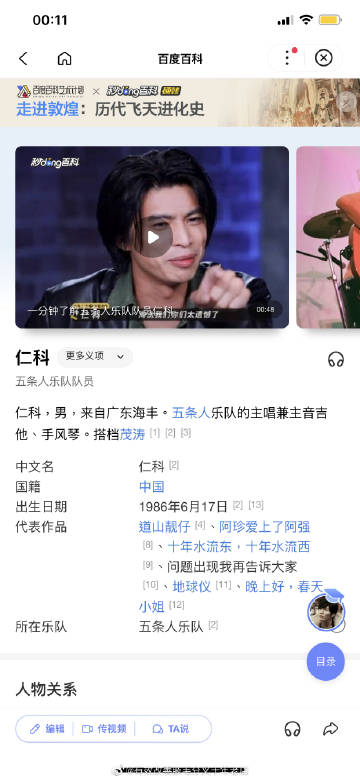 00:11
百度百科
百度百科艺术计划 × 秒dòng百科
走进敦煌：历代飞天进化史
秒dòng百科
一分钟了解五条人乐队队员仁科
00:48
仁科
更多义项
五条人乐队队员
仁科，男，来自广东海丰。五条人乐队的主唱兼主音吉
他、手风琴。搭档茂涛 [1] [2] [3]
中文名 仁科 [2]
国籍 中国
出生日期 1986年6月17日 [2] [13]
代表作品 道山靓仔 [4] 、阿珍爱上了阿强
[8] 、十年水流东，十年水流西
[9] 、问题出现我再告诉大家
[10] 、地球仪 [11] 、晚上好，春天
小姐 [12]
所在乐队 五条人乐队 [2]
目录
人物关系
编辑 传视频 TA说